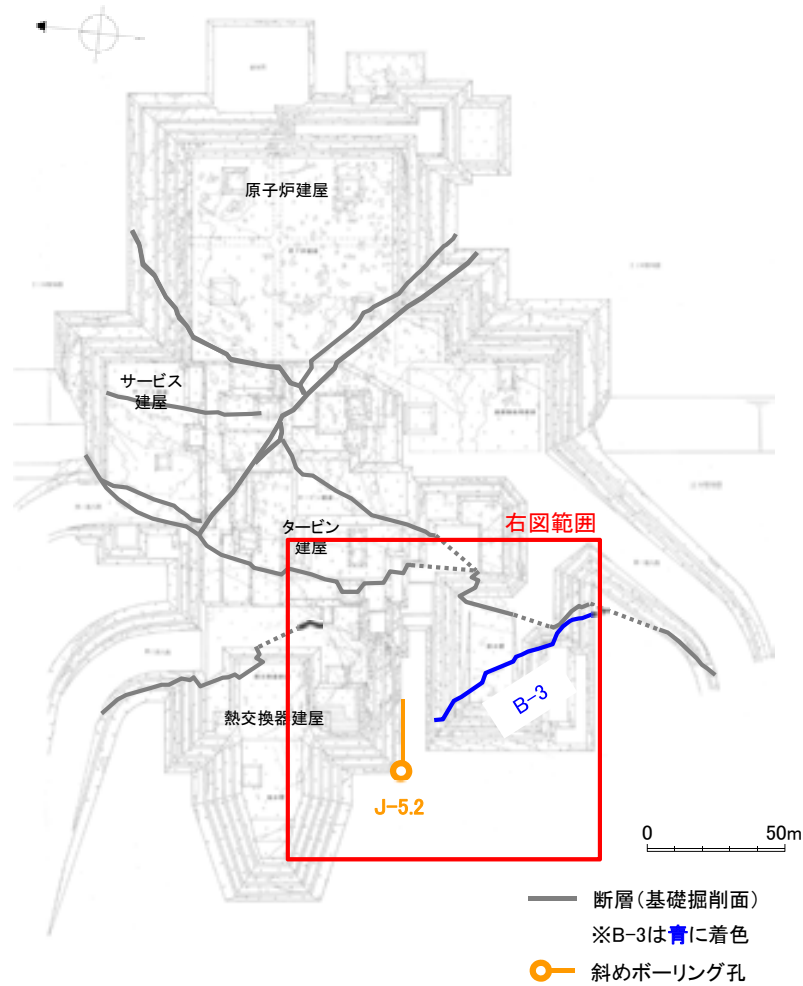 原子炉建屋
サービス
建屋
右図範囲
タービン
建屋
B-3
熱交換器建屋
J-5.2
0 50m
断層(基礎掘削面)
※B-3は青に着色
斜めボーリング孔